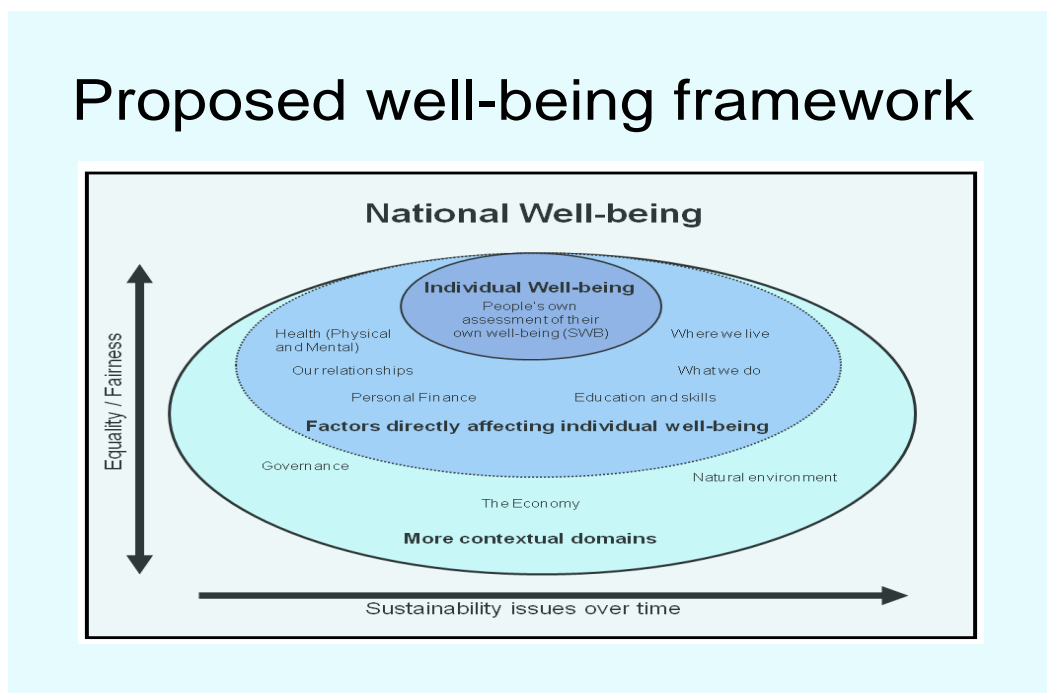 Proposed well-being framework
National Well-being
Equality / Fairness
Individual Well-being
People's own
assessment of their
own well-being (SWB)
Health (Physical
and Mental)
Where we live
Our relationships
What we do
Personal Finance
Education and skills
Factors directly affecting individual well-being
Governance
Natural environment
The Economy
More contextual domains
Sustainability issues over time